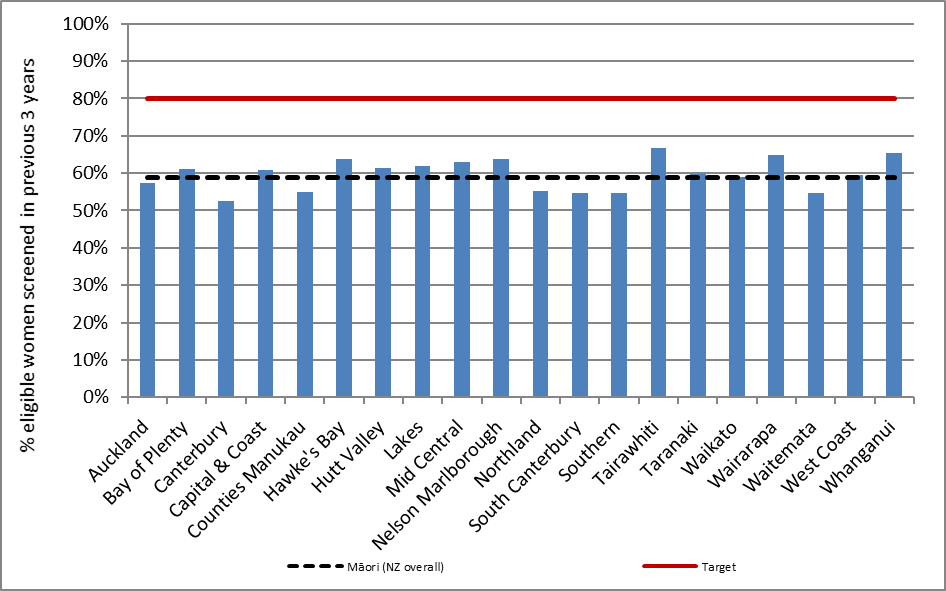 % eligible women screened in previous 3 years
100%
90%
80%
70%
60%
50%
40%
30%
20%
10%
0%
Auckland
Bay of Plenty
Canterbury
Capital & Coast
Counties Manukau
Hawke's Bay
Hutt Valley
Lakes
Mid Central
Nelson Marlborough
Northland
South Canterbury
Southern
Tairawhiti
Taranaki
Waikato
Wairarapa
Waitemata
West Coast
Whanganui
Māori (NZ overall)
Target